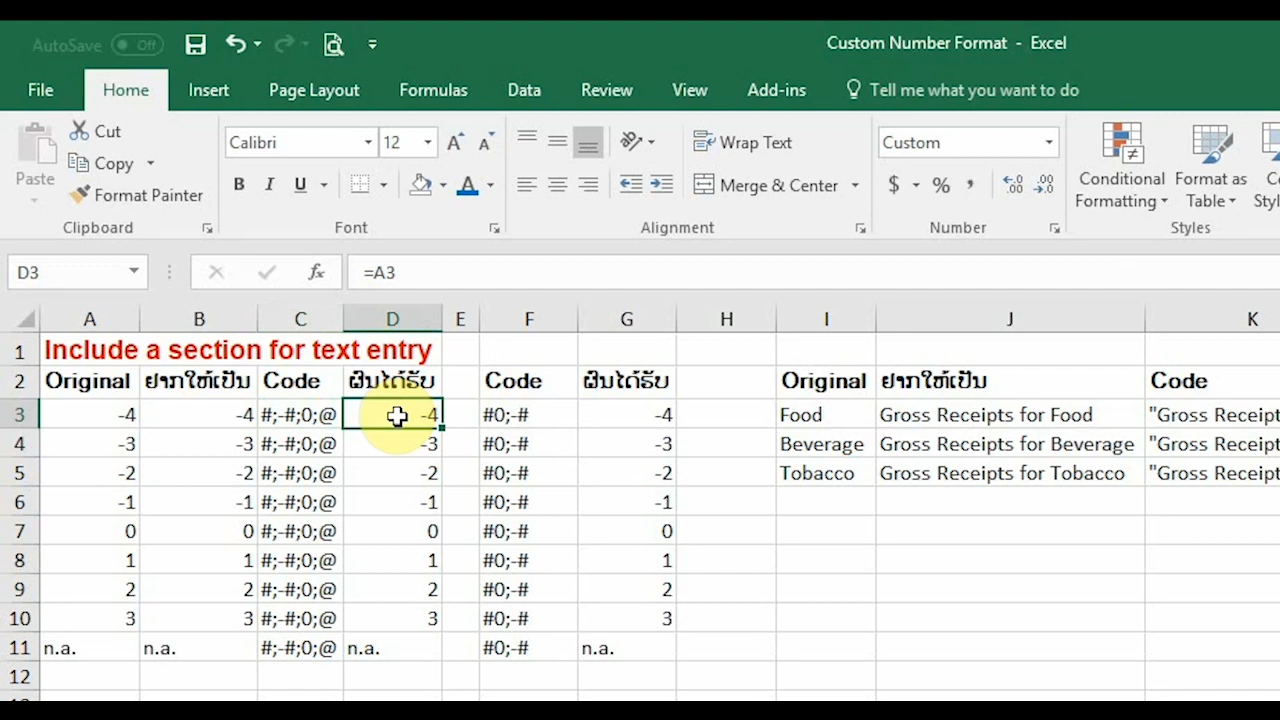 AutoSave Off Custom Number Format - Excel
File Home Insert Page Layout Formulas Data Review View Add-ins Tell me what you want to do
Paste Cut Copy Format Painter Clipboard
Calibri 12 B I U Font
Wrap Text Merge & Center Alignment
Custom $ % , Number
Conditional Formatting Format as Table Styles
D3 fx =A3
A B C D E F G H I J K
1 Include a section for text entry
2 Original ຢາກໃຫ້ເປັນ Code ຜົນໄດ້ຮັບ Code ຜົນໄດ້ຮັບ Original ຢາກໃຫ້ເປັນ Code
3 -4 -4 #;-#;0;@ -4 #0;-# -4 Food Gross Receipts for Food "Gross Receipt
4 -3 -3 #;-#;0;@ -3 #0;-# -3 Beverage Gross Receipts for Beverage "Gross Receipt
5 -2 -2 #;-#;0;@ -2 #0;-# -2 Tobacco Gross Receipts for Tobacco "Gross Receipt
6 -1 -1 #;-#;0;@ -1 #0;-# -1
7 0 0 #;-#;0;@ 0 #0;-# 0
8 1 1 #;-#;0;@ 1 #0;-# 1
9 2 2 #;-#;0;@ 2 #0;-# 2
10 3 3 #;-#;0;@ 3 #0;-# 3
11 n.a. n.a. #;-#;0;@ n.a. #0;-# n.a.
12